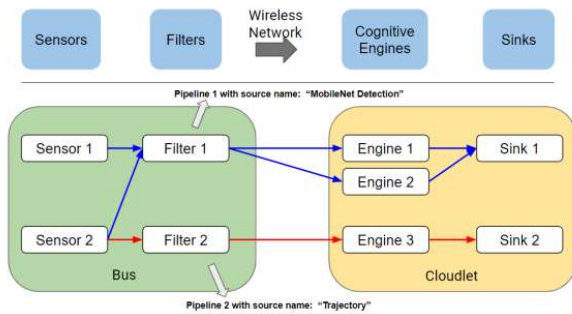 Sensors
Filters
Wireless
Network
Cognitive
Engines
Sinks
Pipeline 1 with source name: "MobileNet Detection"
Sensor 1
Filter 1
Engine 1
Sink 1
Engine 2
Sensor 2
Filter 2
Engine 3
Sink 2
Bus
Cloudlet
Pipeline 2 with source name: "Trajectory"